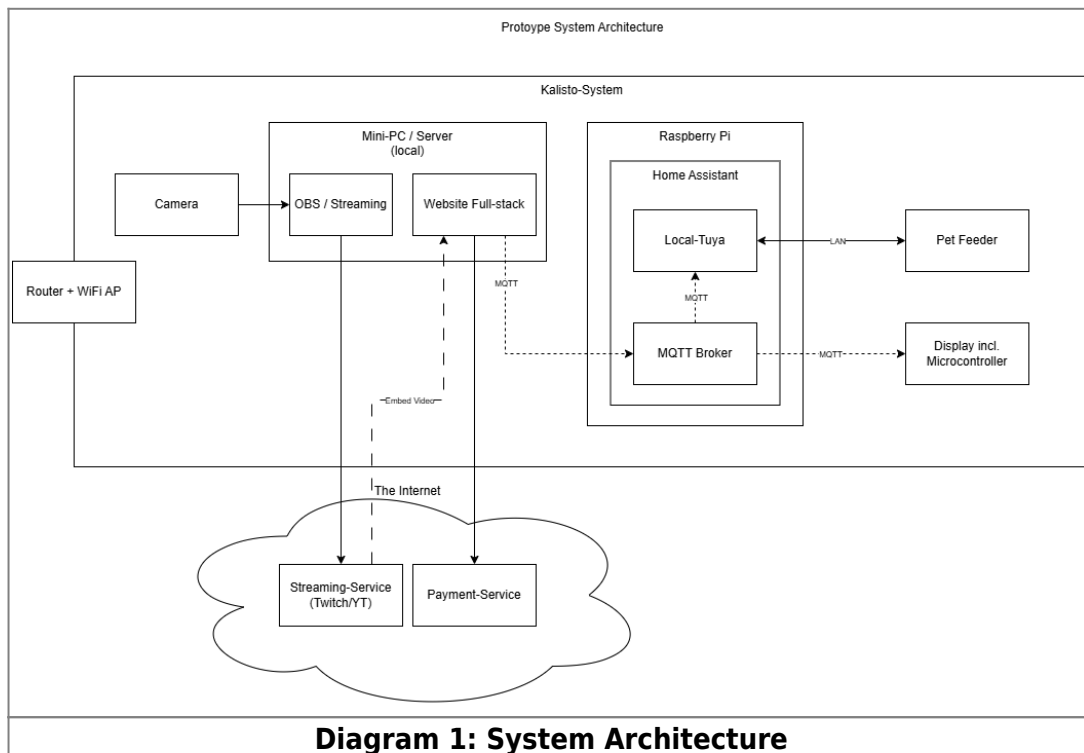 Protoype System Architecture
Kalisto-System
Mini-PC / Server
(local)
Raspberry Pi
Home Assistant
Camera
OBS / Streaming
Website Full-stack
Local-Tuya
LAN
Pet Feeder
Router + WiFi AP
MQTT
MQTT
MQTT Broker
MQTT
Display incl.
Microcontroller
Embed Video
The Internet
Streaming-Service
(Twitch/YT)
Payment-Service
Diagram 1: System Architecture